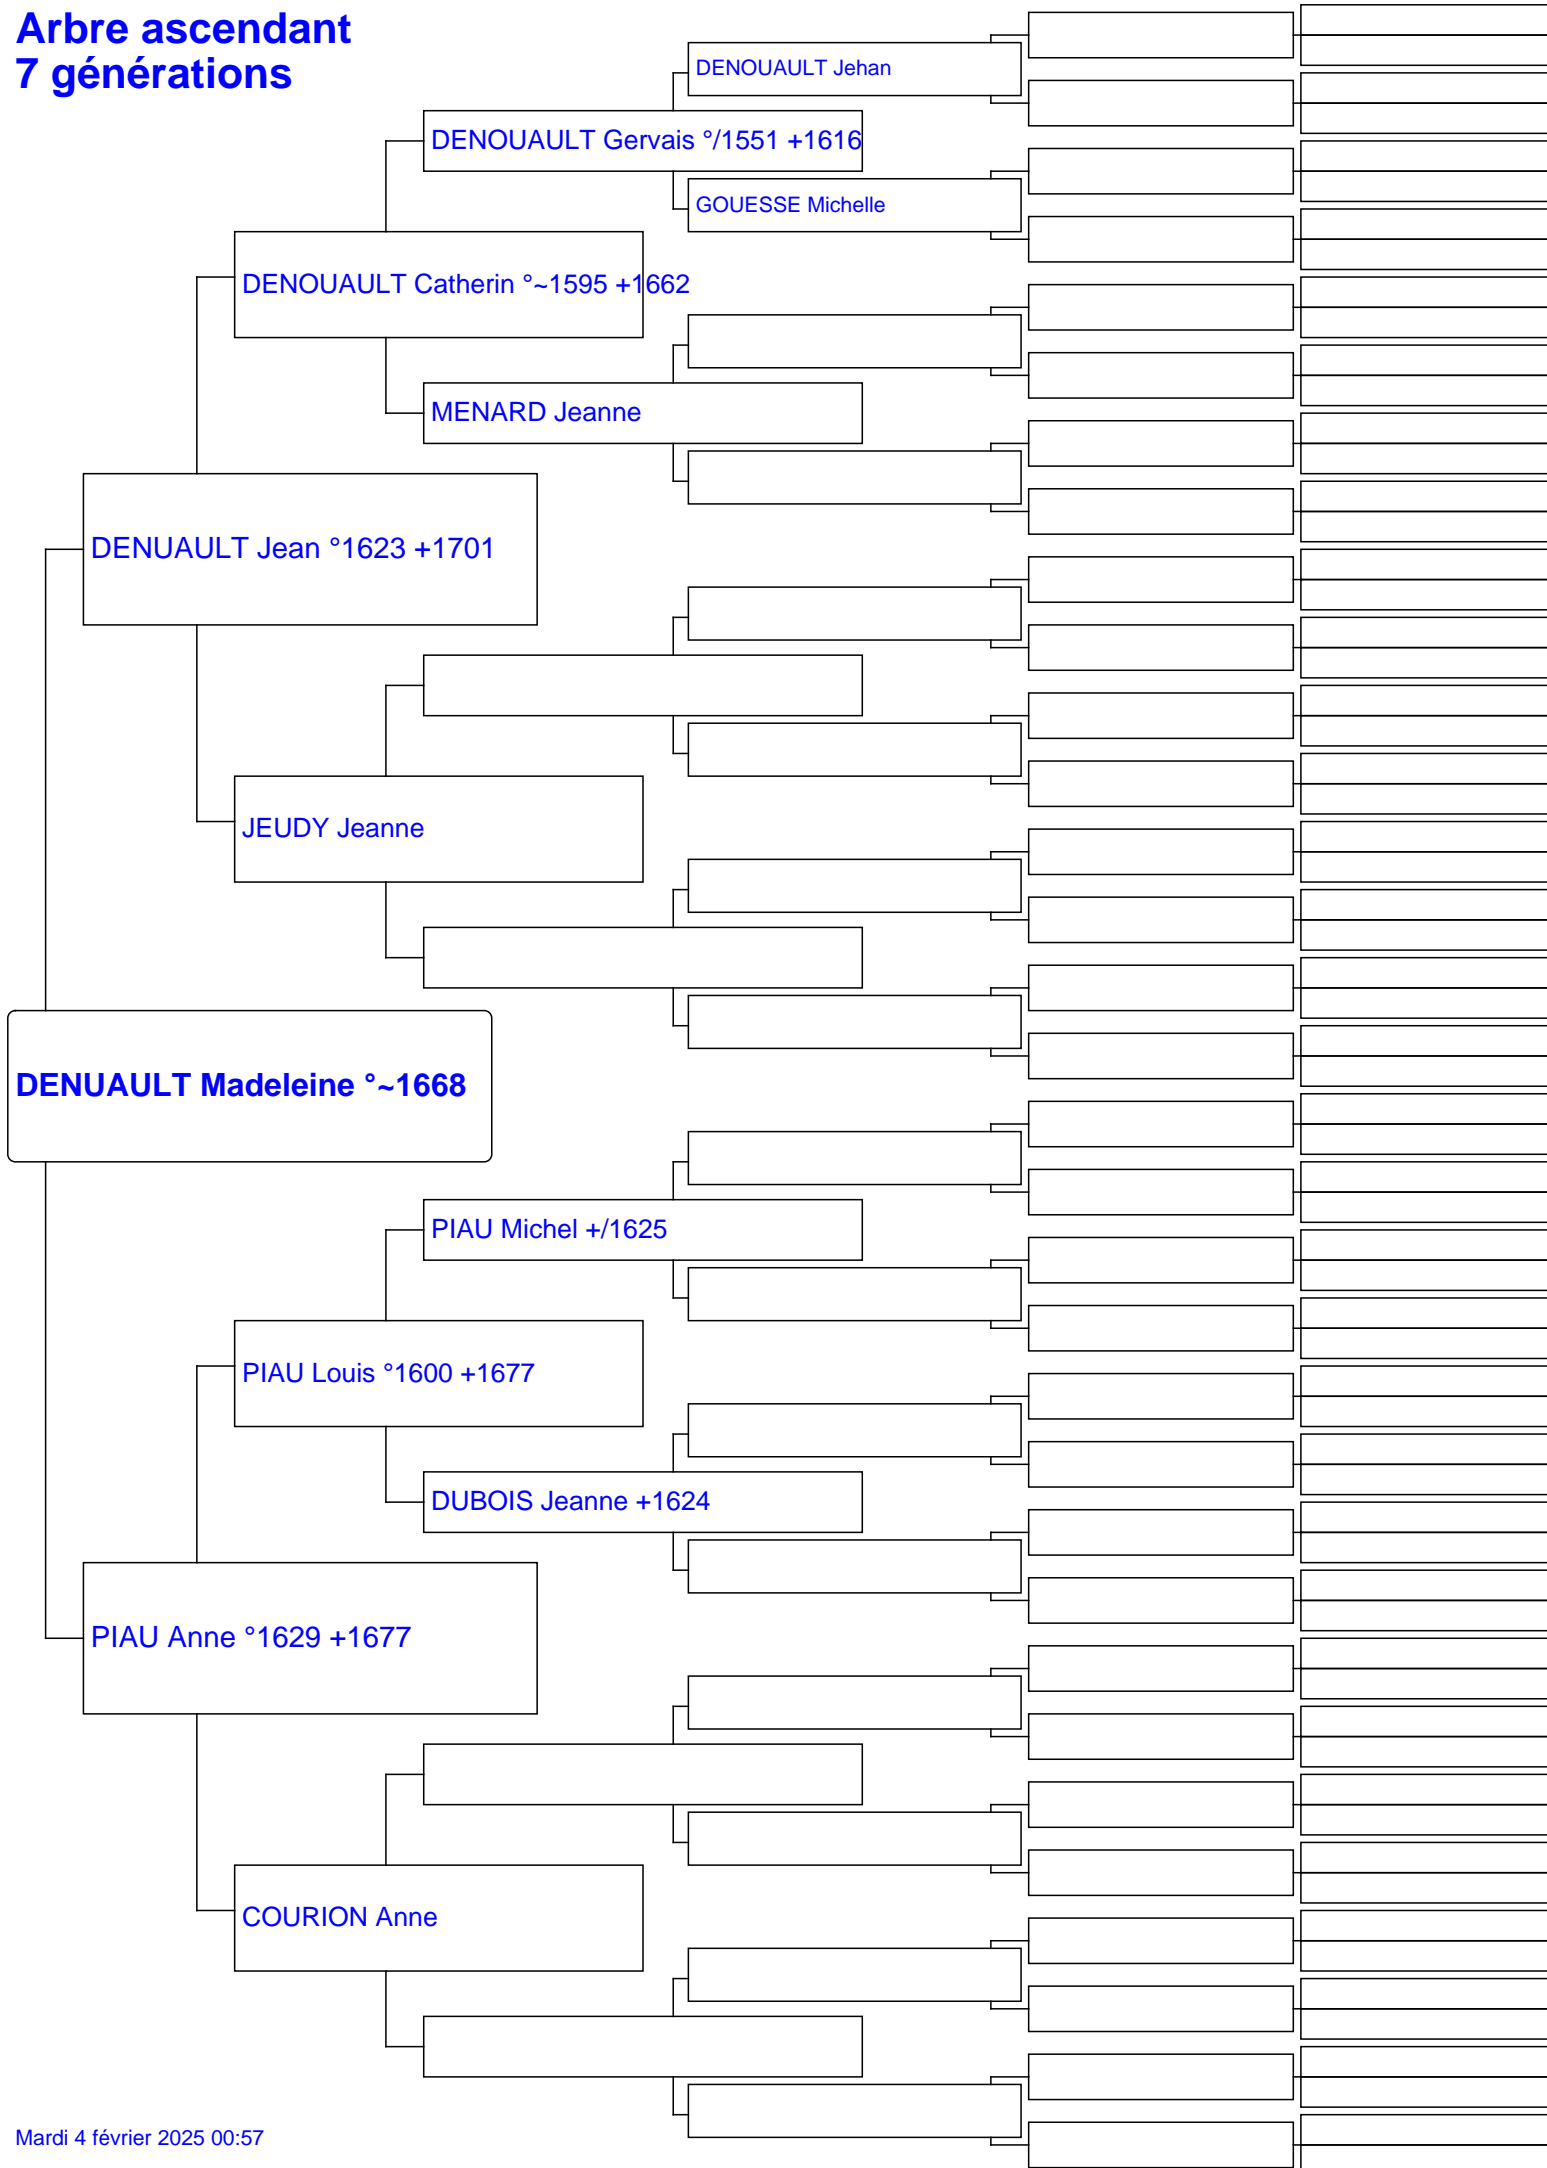 Arbre ascendant
7 générations
DENOUAULT Jehan
DENOUAULT Gervais °/1551 +1616
GOUESSE Michelle
DENOUAULT Catherin °~1595 +1662
MENARD Jeanne
DENUAULT Jean °1623 +1701
JEUDY Jeanne
DENUAULT Madeleine °~1668
PIAU Michel +/1625
PIAU Louis °1600 +1677
DUBOIS Jeanne +1624
PIAU Anne °1629 +1677
COURION Anne
Mardi 4 février 2025 00:57